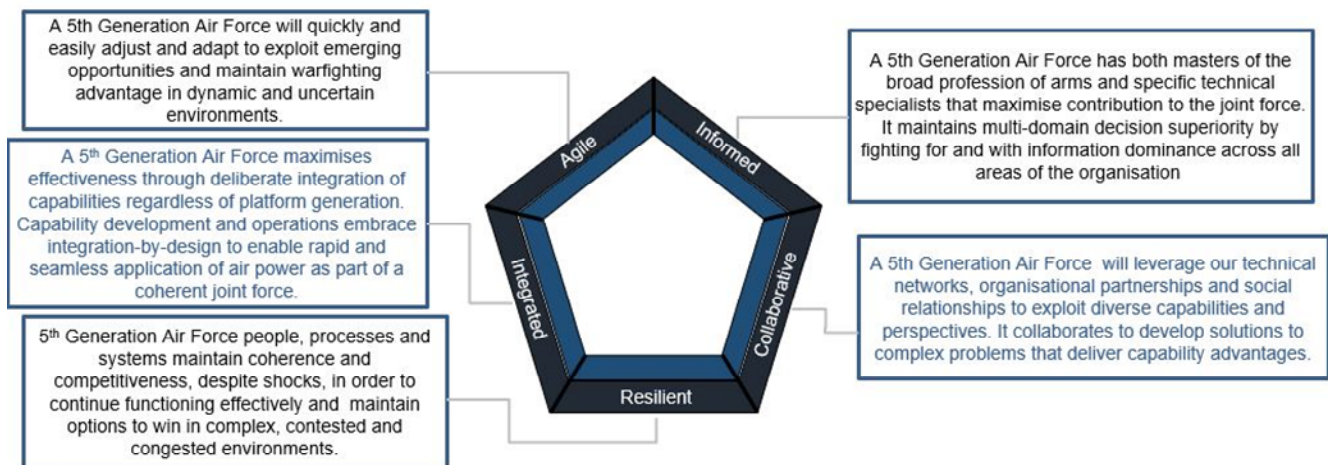 A 5th Generation Air Force will quickly and
easily adjust and adapt to exploit emerging
opportunities and maintain warfighting
advantage in dynamic and uncertain
environments.
A 5th Generation Air Force maximises
effectiveness through deliberate integration of
capabilities regardless of platform generation.
Capability development and operations embrace
integration-by-design to enable rapid and
seamless application of air power as part of a
coherent joint force.
5th Generation Air Force people, processes and
systems maintain coherence and
competitiveness, despite shocks, in order to
continue functioning effectively and maintain
options to win in complex, contested and
congested environments.
Agile
Informed
Integrated
Collaborative
Resilient
A 5th Generation Air Force has both masters of the
broad profession of arms and specific technical
specialists that maximise contribution to the joint force.
It maintains multi-domain decision superiority by
fighting for and with information dominance across all
areas of the organisation
A 5th Generation Air Force will leverage our technical
networks, organisational partnerships and social
relationships to exploit diverse capabilities and
perspectives. It collaborates to develop solutions to
complex problems that deliver capability advantages.